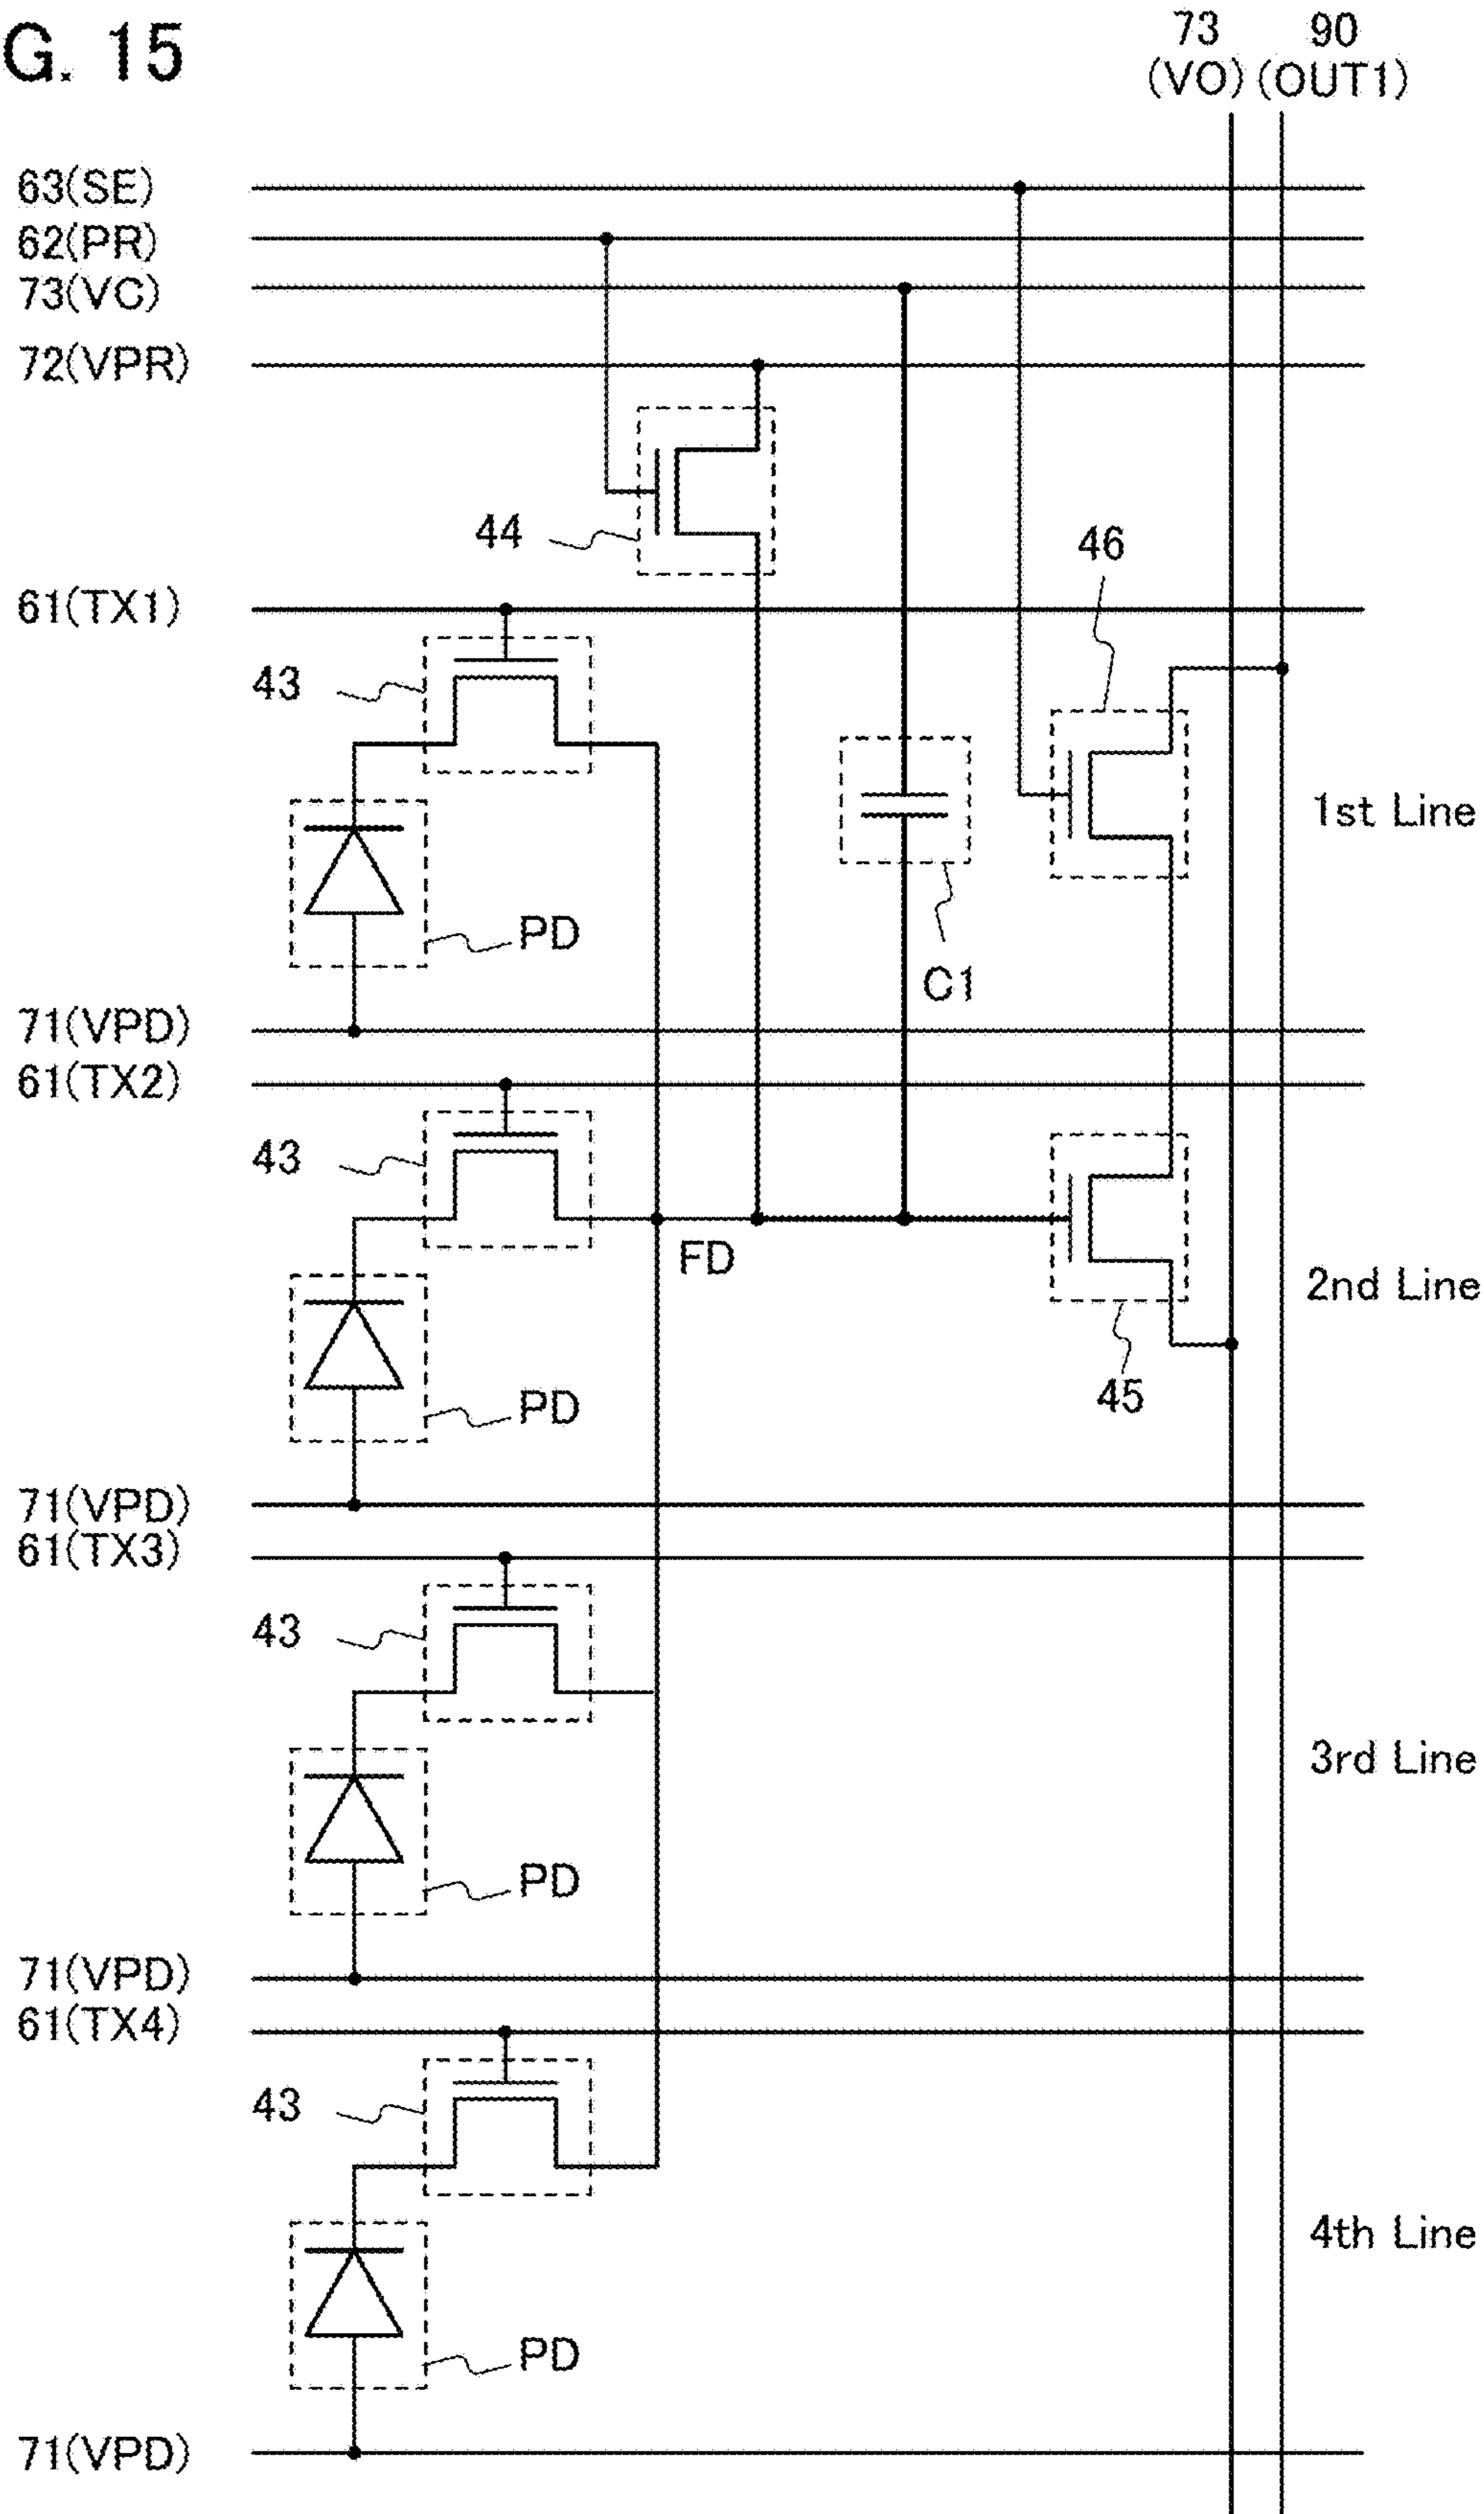 G. 15
73 90
(VO) (OUT1)
63(SE)
62(PR)
73(VC)
72(VPR)
44
46
61(TX1)
43
1st Line
PD
C1
71(VPD)
61(TX2)
43
FD
2nd Line
45
PD
71(VPD)
61(TX3)
43
3rd Line
PD
71(VPD)
61(TX4)
43
4th Line
PD
71(VPD)